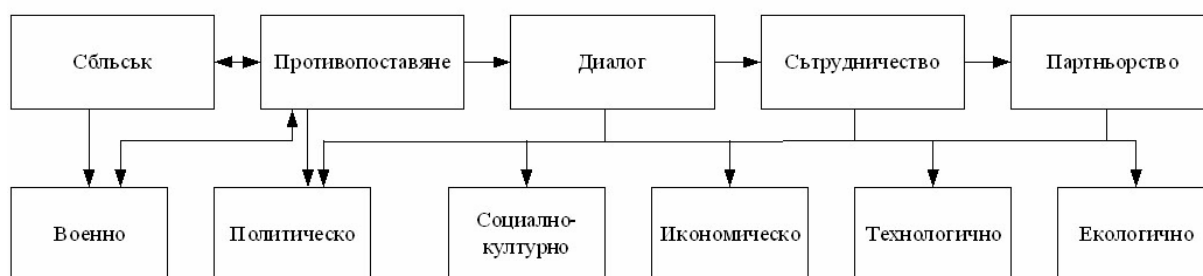 Сблъсък
Противопоставяне
Диалог
Сътрудничество
Партньорство
Военно
Политическо
Социално-
културно
Икономическо
Технологично
Екологично